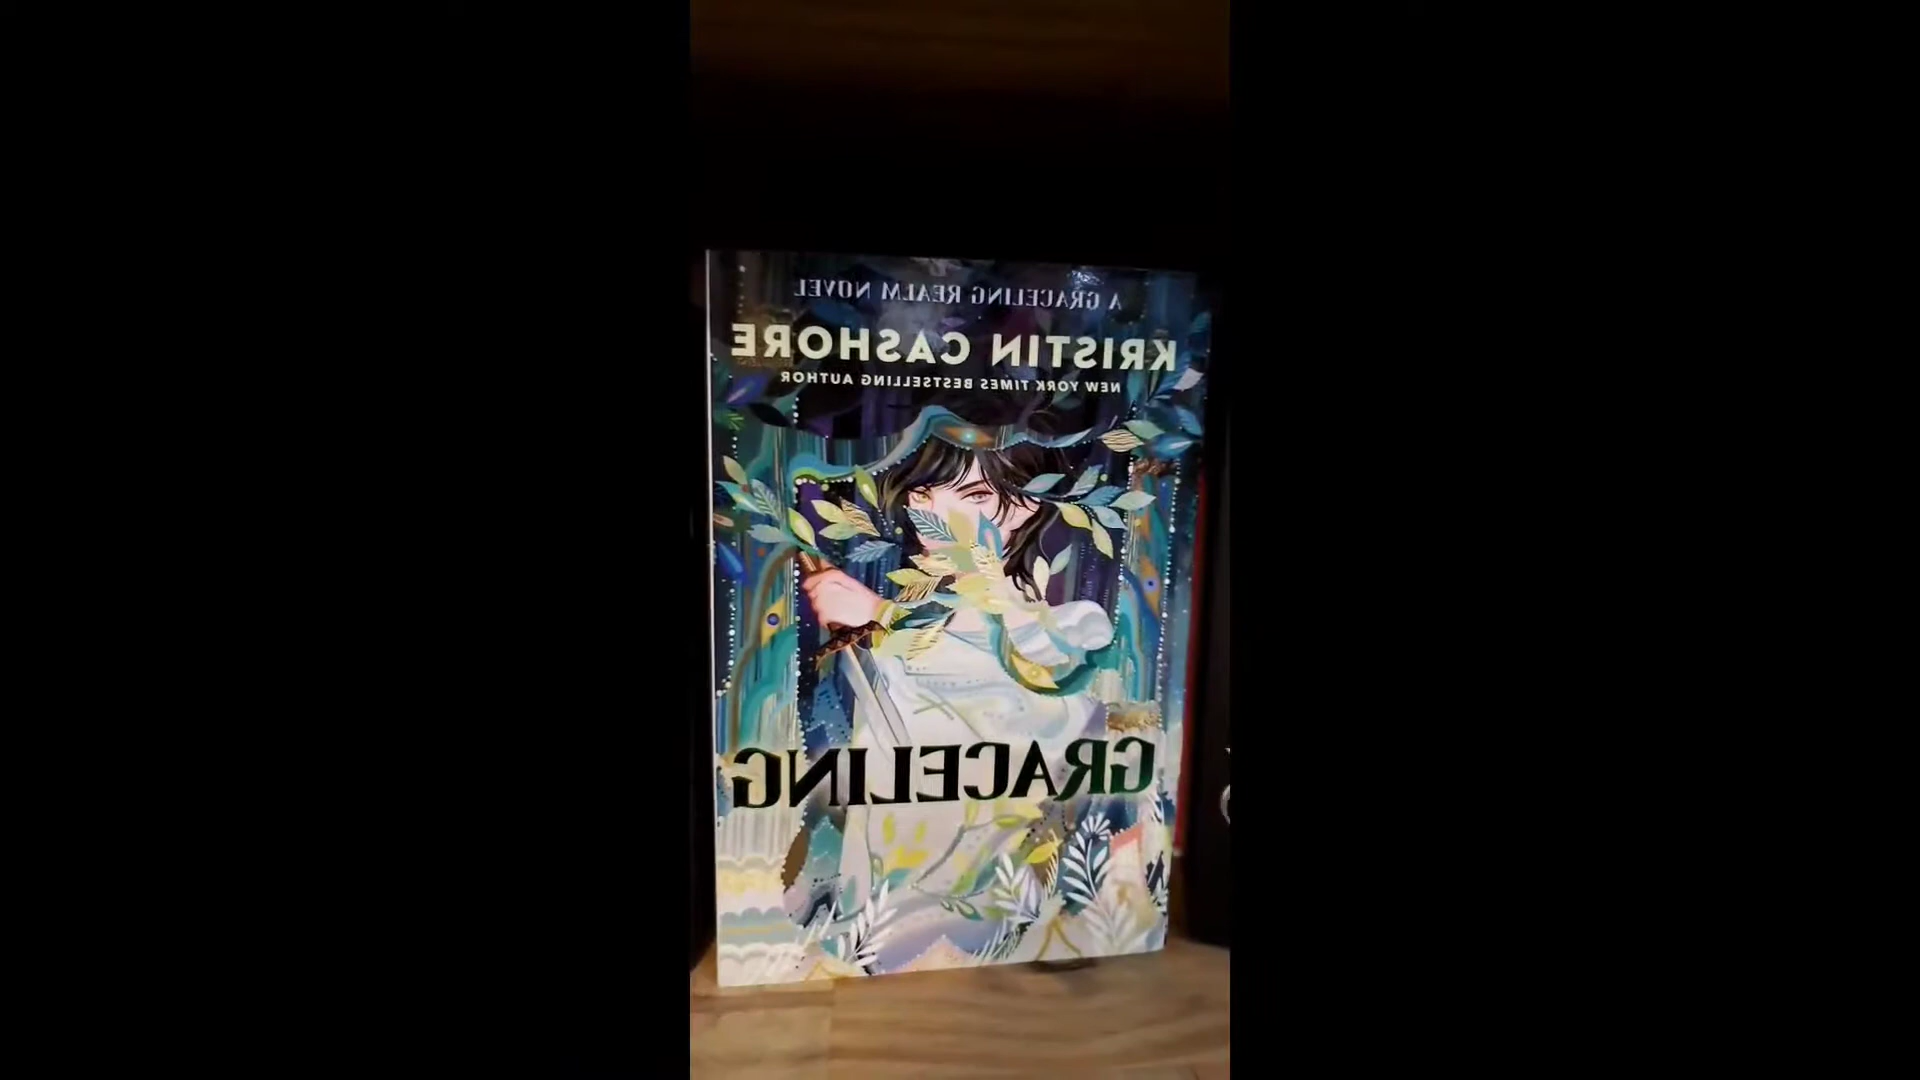 A GRACELING REALM NOVEL
KRISTIN CASHORE
NEW YORK TIMES BESTSELLING AUTHOR
GRACELING